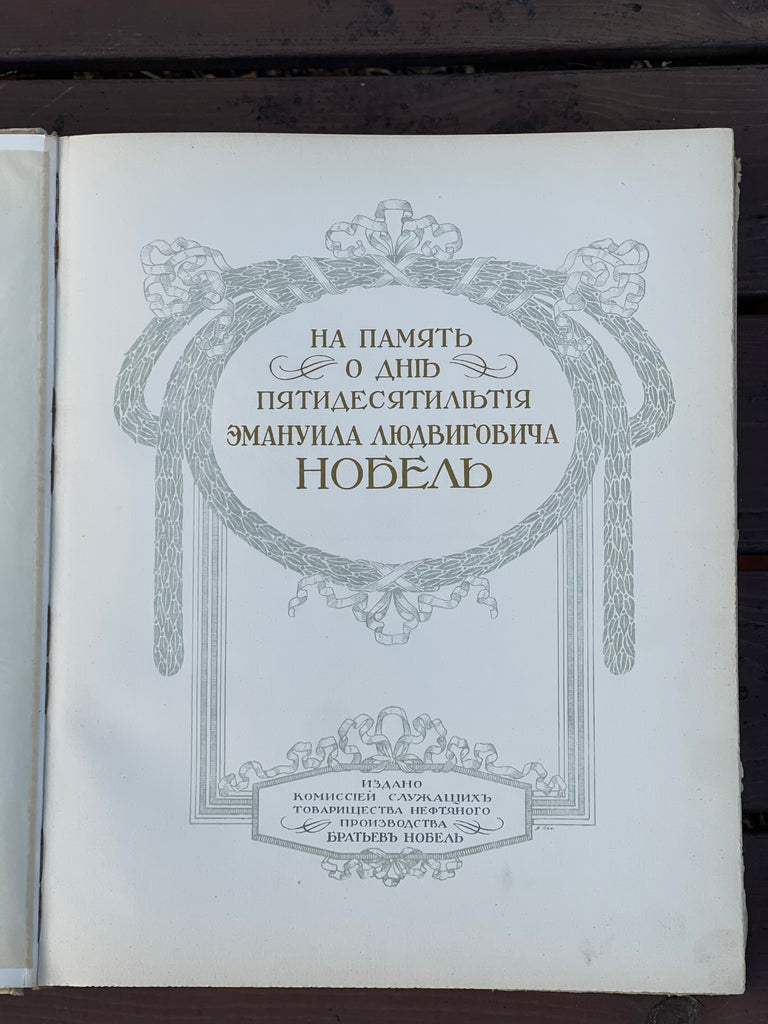 НА ПАМЯТЬ
О ДНѢ
ПЯТИДЕСЯТИЛѢТІЯ
ЭМАНУИЛА ЛЮДВИГОВИЧА
НОБЕЛЬ
ИЗДАНО
КОМИССІЕЙ СЛУЖАЩИХЪ
ТОВАРИЩЕСТВА НЕФТЯНОГО
ПРОИЗВОДСТВА
БРАТЬЕВЪ НОБЕЛЬ